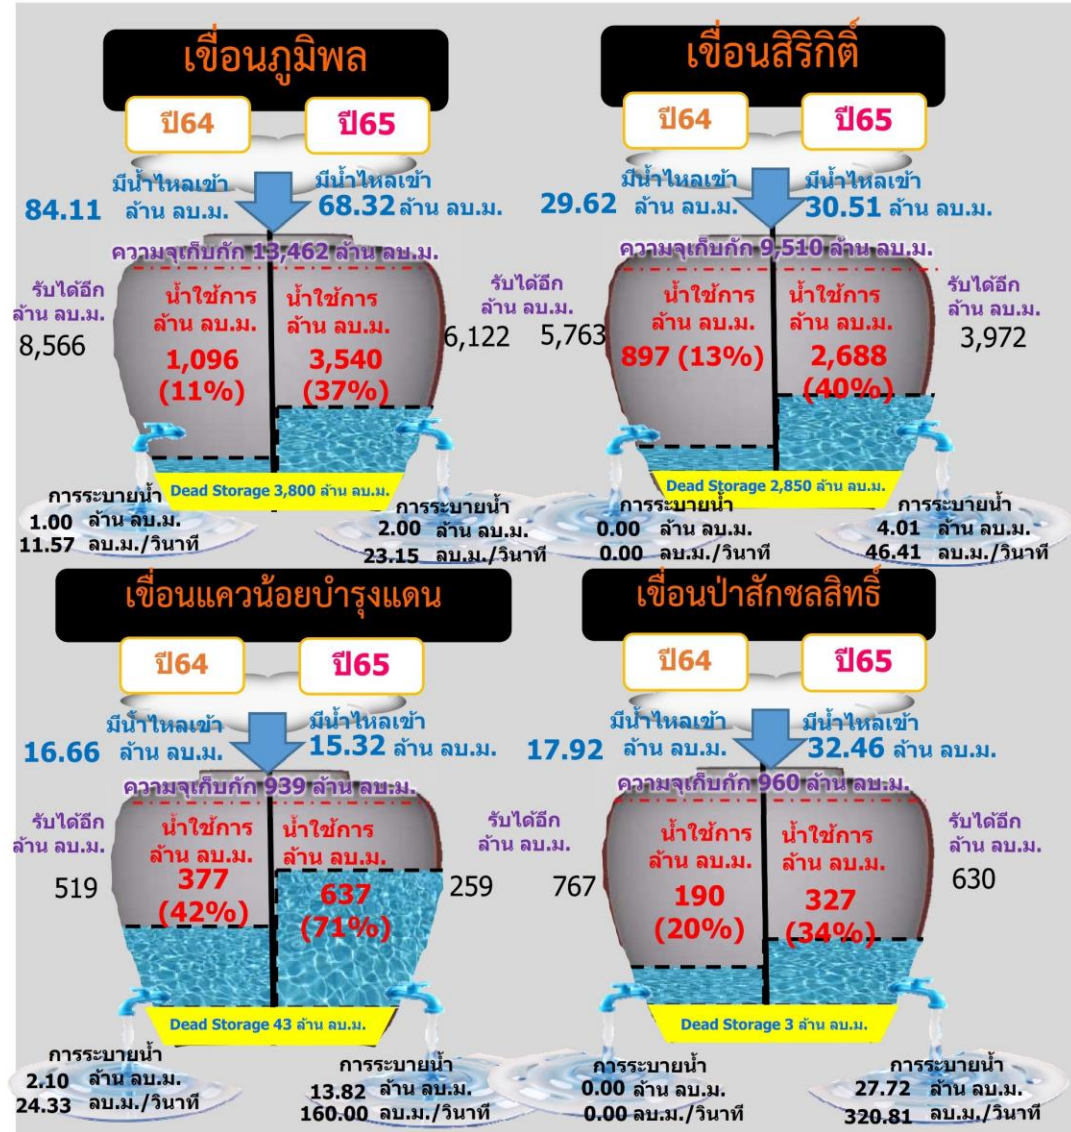 เขื่อนภูมิพล
ปี64
ปี65
มีน้ำไหลเข้า
84.11 ล้าน ลบ.ม.
มีน้ำไหลเข้า
68.32 ล้าน ลบ.ม.
ความจุเก็บกัก 13,462 ล้าน ลบ.ม.
รับได้อีก
ล้าน ลบ.ม.
8,566
น้ำใช้การ
ล้าน ลบ.ม.
1,096
(11%)
น้ำใช้การ
ล้าน ลบ.ม.
3,540
(37%)
6,122
Dead Storage 3,800 ล้าน ลบ.ม.
การระบายน้ำ
1.00 ล้าน ลบ.ม.
11.57 ลบ.ม./วินาที
การระบายน้ำ
2.00 ล้าน ลบ.ม.
23.15 ลบ.ม./วินาที
เขื่อนสิริกิติ์
ปี64
ปี65
มีน้ำไหลเข้า
29.62 ล้าน ลบ.ม.
มีน้ำไหลเข้า
30.51 ล้าน ลบ.ม.
ความจุเก็บกัก 9,510 ล้าน ลบ.ม.
รับได้อีก
ล้าน ลบ.ม.
5,763
น้ำใช้การ
ล้าน ลบ.ม.
897 (13%)
น้ำใช้การ
ล้าน ลบ.ม.
2,688
(40%)
รับได้อีก
ล้าน ลบ.ม.
3,972
Dead Storage 2,850 ล้าน ลบ.ม.
การระบายน้ำ
0.00 ล้าน ลบ.ม.
0.00 ลบ.ม./วินาที
การระบายน้ำ
4.01 ล้าน ลบ.ม.
46.41 ลบ.ม./วินาที
เขื่อนแควน้อยบำรุงแดน
ปี64
ปี65
มีน้ำไหลเข้า
16.66 ล้าน ลบ.ม.
มีน้ำไหลเข้า
15.32 ล้าน ลบ.ม.
ความจุเก็บกัก 939 ล้าน ลบ.ม.
รับได้อีก
ล้าน ลบ.ม.
519
น้ำใช้การ
ล้าน ลบ.ม.
377
(42%)
น้ำใช้การ
ล้าน ลบ.ม.
637
(71%)
259
Dead Storage 43 ล้าน ลบ.ม.
การระบายน้ำ
2.10 ล้าน ลบ.ม.
24.33 ลบ.ม./วินาที
การระบายน้ำ
13.82 ล้าน ลบ.ม.
160.00 ลบ.ม./วินาที
เขื่อนป่าสักชลสิทธิ์
ปี64
ปี65
มีน้ำไหลเข้า
17.92 ล้าน ลบ.ม.
มีน้ำไหลเข้า
32.46 ล้าน ลบ.ม.
ความจุเก็บกัก 960 ล้าน ลบ.ม.
รับได้อีก
ล้าน ลบ.ม.
767
น้ำใช้การ
ล้าน ลบ.ม.
190
(20%)
น้ำใช้การ
ล้าน ลบ.ม.
327
(34%)
รับได้อีก
ล้าน ลบ.ม.
630
Dead Storage 3 ล้าน ลบ.ม.
การระบายน้ำ
0.00 ล้าน ลบ.ม.
0.00 ลบ.ม./วินาที
การระบายน้ำ
27.72 ล้าน ลบ.ม.
320.81 ลบ.ม./วินาที